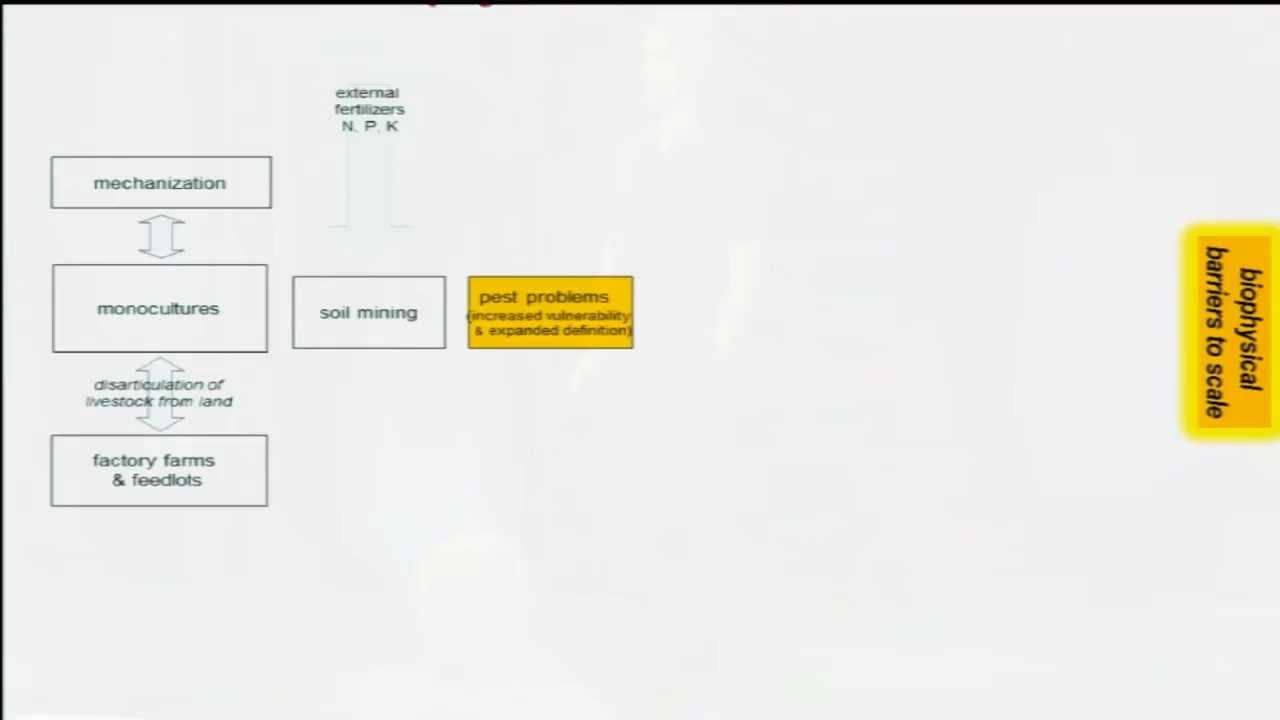 external
fertilizers
N, P, K
mechanization
monocultures
soil mining
pest problems
(increased vulnerability
& expanded definition)
disarticulation of
livestock from land
factory farms
& feedlots
biophysical
barriers to scale